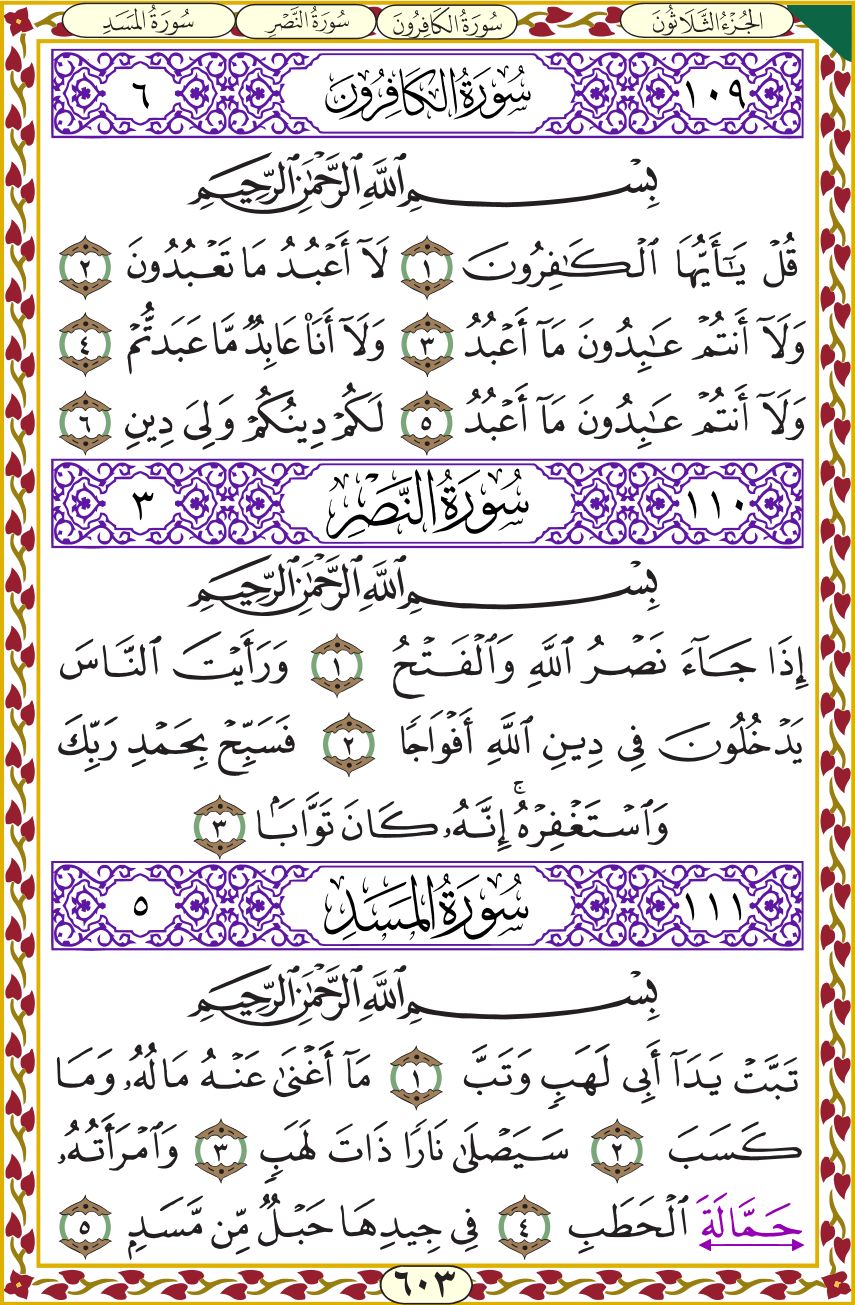 الجُزْءُ الثَّلَاثُونَ سُورَةُ الكَافِرُونَ سُورَةُ النَّصْرِ سُورَةُ المَسَدِ
١٠٩ سُورَةُ الكَافِرُونَ ٦
بِسْمِ ٱللَّهِ ٱلرَّحْمَٰنِ ٱلرَّحِيمِ
قُلْ يَـٰٓأَيُّهَا ٱلْكَـٰفِرُونَ ١ لَآ أَعْبُدُ مَا تَعْبُدُونَ ٢
وَلَآ أَنتُمْ عَـٰبِدُونَ مَآ أَعْبُدُ ٣ وَلَآ أَنَا۠ عَابِدٌ مَّا عَبَدتُّمْ ٤
وَلَآ أَنتُمْ عَـٰبِدُونَ مَآ أَعْبُدُ ٥ لَكُمْ دِينُكُمْ وَلِىَ دِينِ ٦
١١٠ سُورَةُ النَّصْرِ ٣
بِسْمِ ٱللَّهِ ٱلرَّحْمَٰنِ ٱلرَّحِيمِ
إِذَا جَآءَ نَصْرُ ٱللَّهِ وَٱلْفَتْحُ ١ وَرَأَيْتَ ٱلنَّاسَ
يَدْخُلُونَ فِى دِينِ ٱللَّهِ أَفْوَاجًا ٢ فَسَبِّحْ بِحَمْدِ رَبِّكَ
وَٱسْتَغْفِرْهُ ۚ إِنَّهُۥ كَانَ تَوَّابًۢا ٣
١١١ سُورَةُ المَسَدِ ٥
بِسْمِ ٱللَّهِ ٱلرَّحْمَٰنِ ٱلرَّحِيمِ
تَبَّتْ يَدَآ أَبِى لَهَبٍ وَتَبَّ ١ مَآ أَغْنَىٰ عَنْهُ مَالُهُۥ وَمَا
كَسَبَ ٢ سَيَصْلَىٰ نَارًا ذَاتَ لَهَبٍ ٣ وَٱمْرَأَتُهُۥ
حَمَّالَةَ ٱلْحَطَبِ ٤ فِى جِيدِهَا حَبْلٌ مِّن مَّسَدٍۭ ٥
٦٠٣